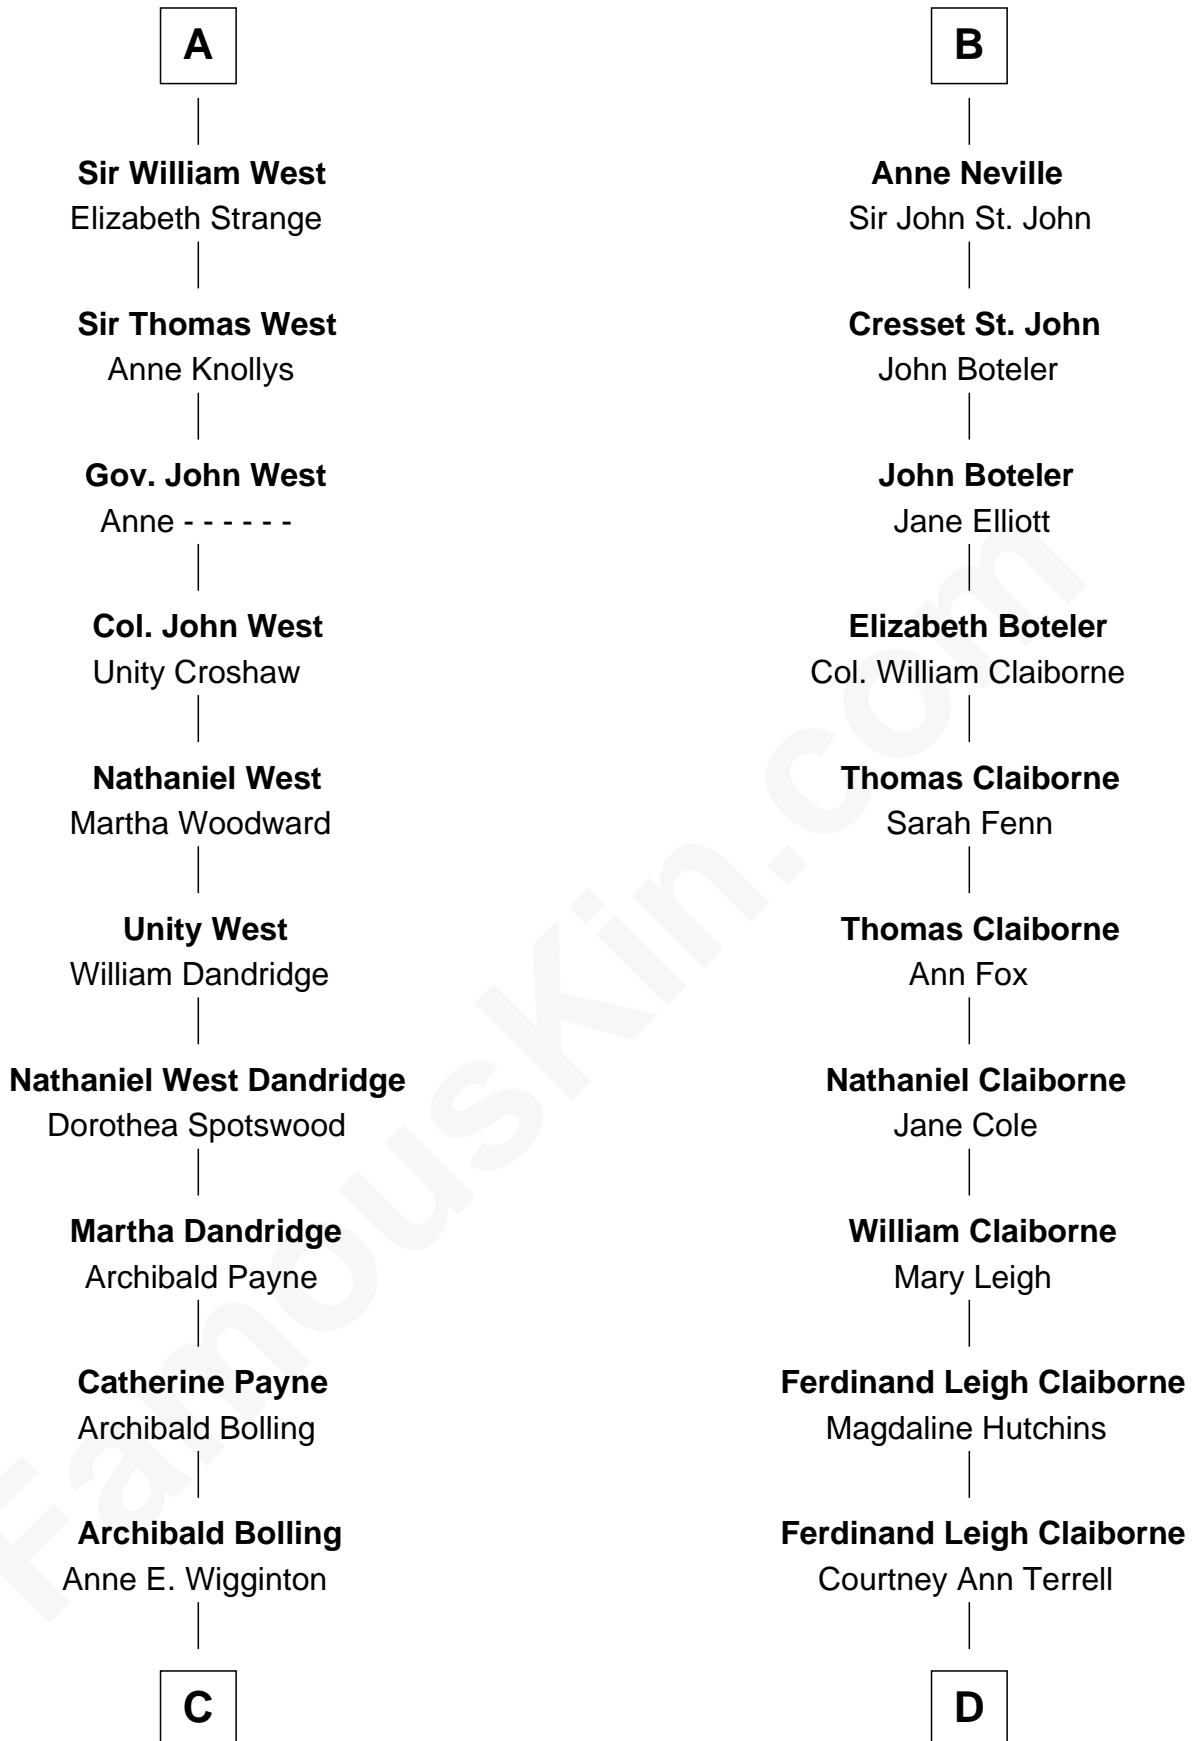 A
Sir William West
Elizabeth Strange
Sir Thomas West
Anne Knollys
Gov. John West
Anne - - - - - -
Col. John West
Unity Croshaw
Nathaniel West
Martha Woodward
Unity West
William Dandridge
Nathaniel West Dandridge
Dorothea Spotswood
Martha Dandridge
Archibald Payne
Catherine Payne
Archibald Bolling
Archibald Bolling
Anne E. Wigginton
C
B
Anne Neville
Sir John St. John
Cresset St. John
John Boteler
John Boteler
Jane Elliott
Elizabeth Boteler
Col. William Claiborne
Thomas Claiborne
Sarah Fenn
Thomas Claiborne
Ann Fox
Nathaniel Claiborne
Jane Cole
William Claiborne
Mary Leigh
Ferdinand Leigh Claiborne
Magdaline Hutchins
Ferdinand Leigh Claiborne
Courtney Ann Terrell
D
FamousKin.com